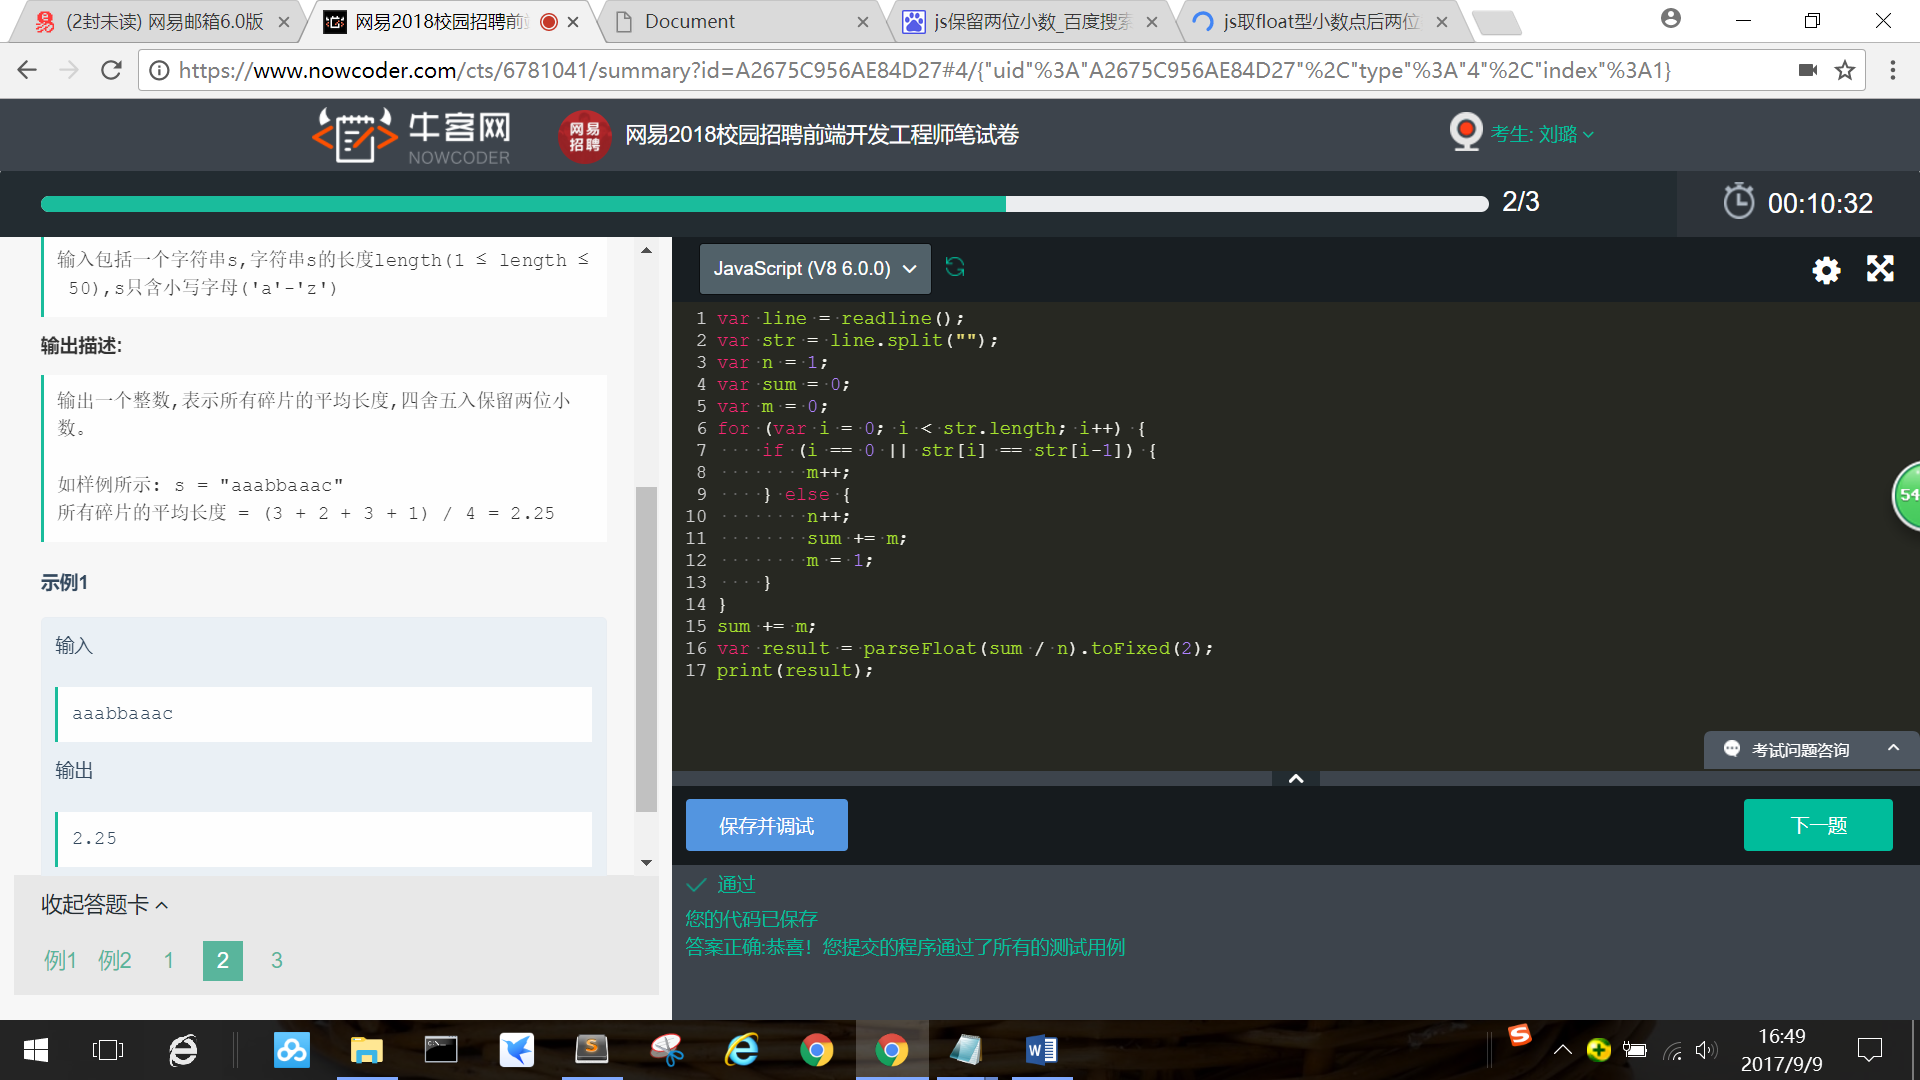 (2封未读) 网易邮箱6.0版
网易2018校园招聘前
Document
js保留两位小数_百度搜索
js取float型小数点后两位
https://www.nowcoder.com/cts/6781041/summary?id=A2675C956AE84D27#4/{"uid"%3A"A2675C956AE84D27"%2C"type"%3A"4"%2C"index"%3A1}
牛客网
NOWCODER
网易
招聘
网易2018校园招聘前端开发工程师笔试卷
考生: 刘璐
2/3
00:10:32
输入包括一个字符串s,字符串s的长度length(1 ≤ length ≤
50),s只含小写字母('a'-'z')
输出描述:
输出一个整数,表示所有碎片的平均长度,四舍五入保留两位小
数。
如样例所示: s = "aaabbaaac"
所有碎片的平均长度 = (3 + 2 + 3 + 1) / 4 = 2.25
示例1
输入
aaabbaaac
输出
2.25
收起答题卡
例1 例2 1 2 3
JavaScript (V8 6.0.0)
1 var line = readline();
2 var str = line.split("");
3 var n = 1;
4 var sum = 0;
5 var m = 0;
6 for (var i = 0; i < str.length; i++) {
7     if (i == 0 || str[i] == str[i-1]) {
8         m++;
9     } else {
10         n++;
11         sum += m;
12         m = 1;
13     }
14 }
15 sum += m;
16 var result = parseFloat(sum / n).toFixed(2);
17 print(result);
54
考试问题咨询
保存并调试
下一题
通过
您的代码已保存
答案正确:恭喜！您提交的程序通过了所有的测试用例
16:49
2017/9/9